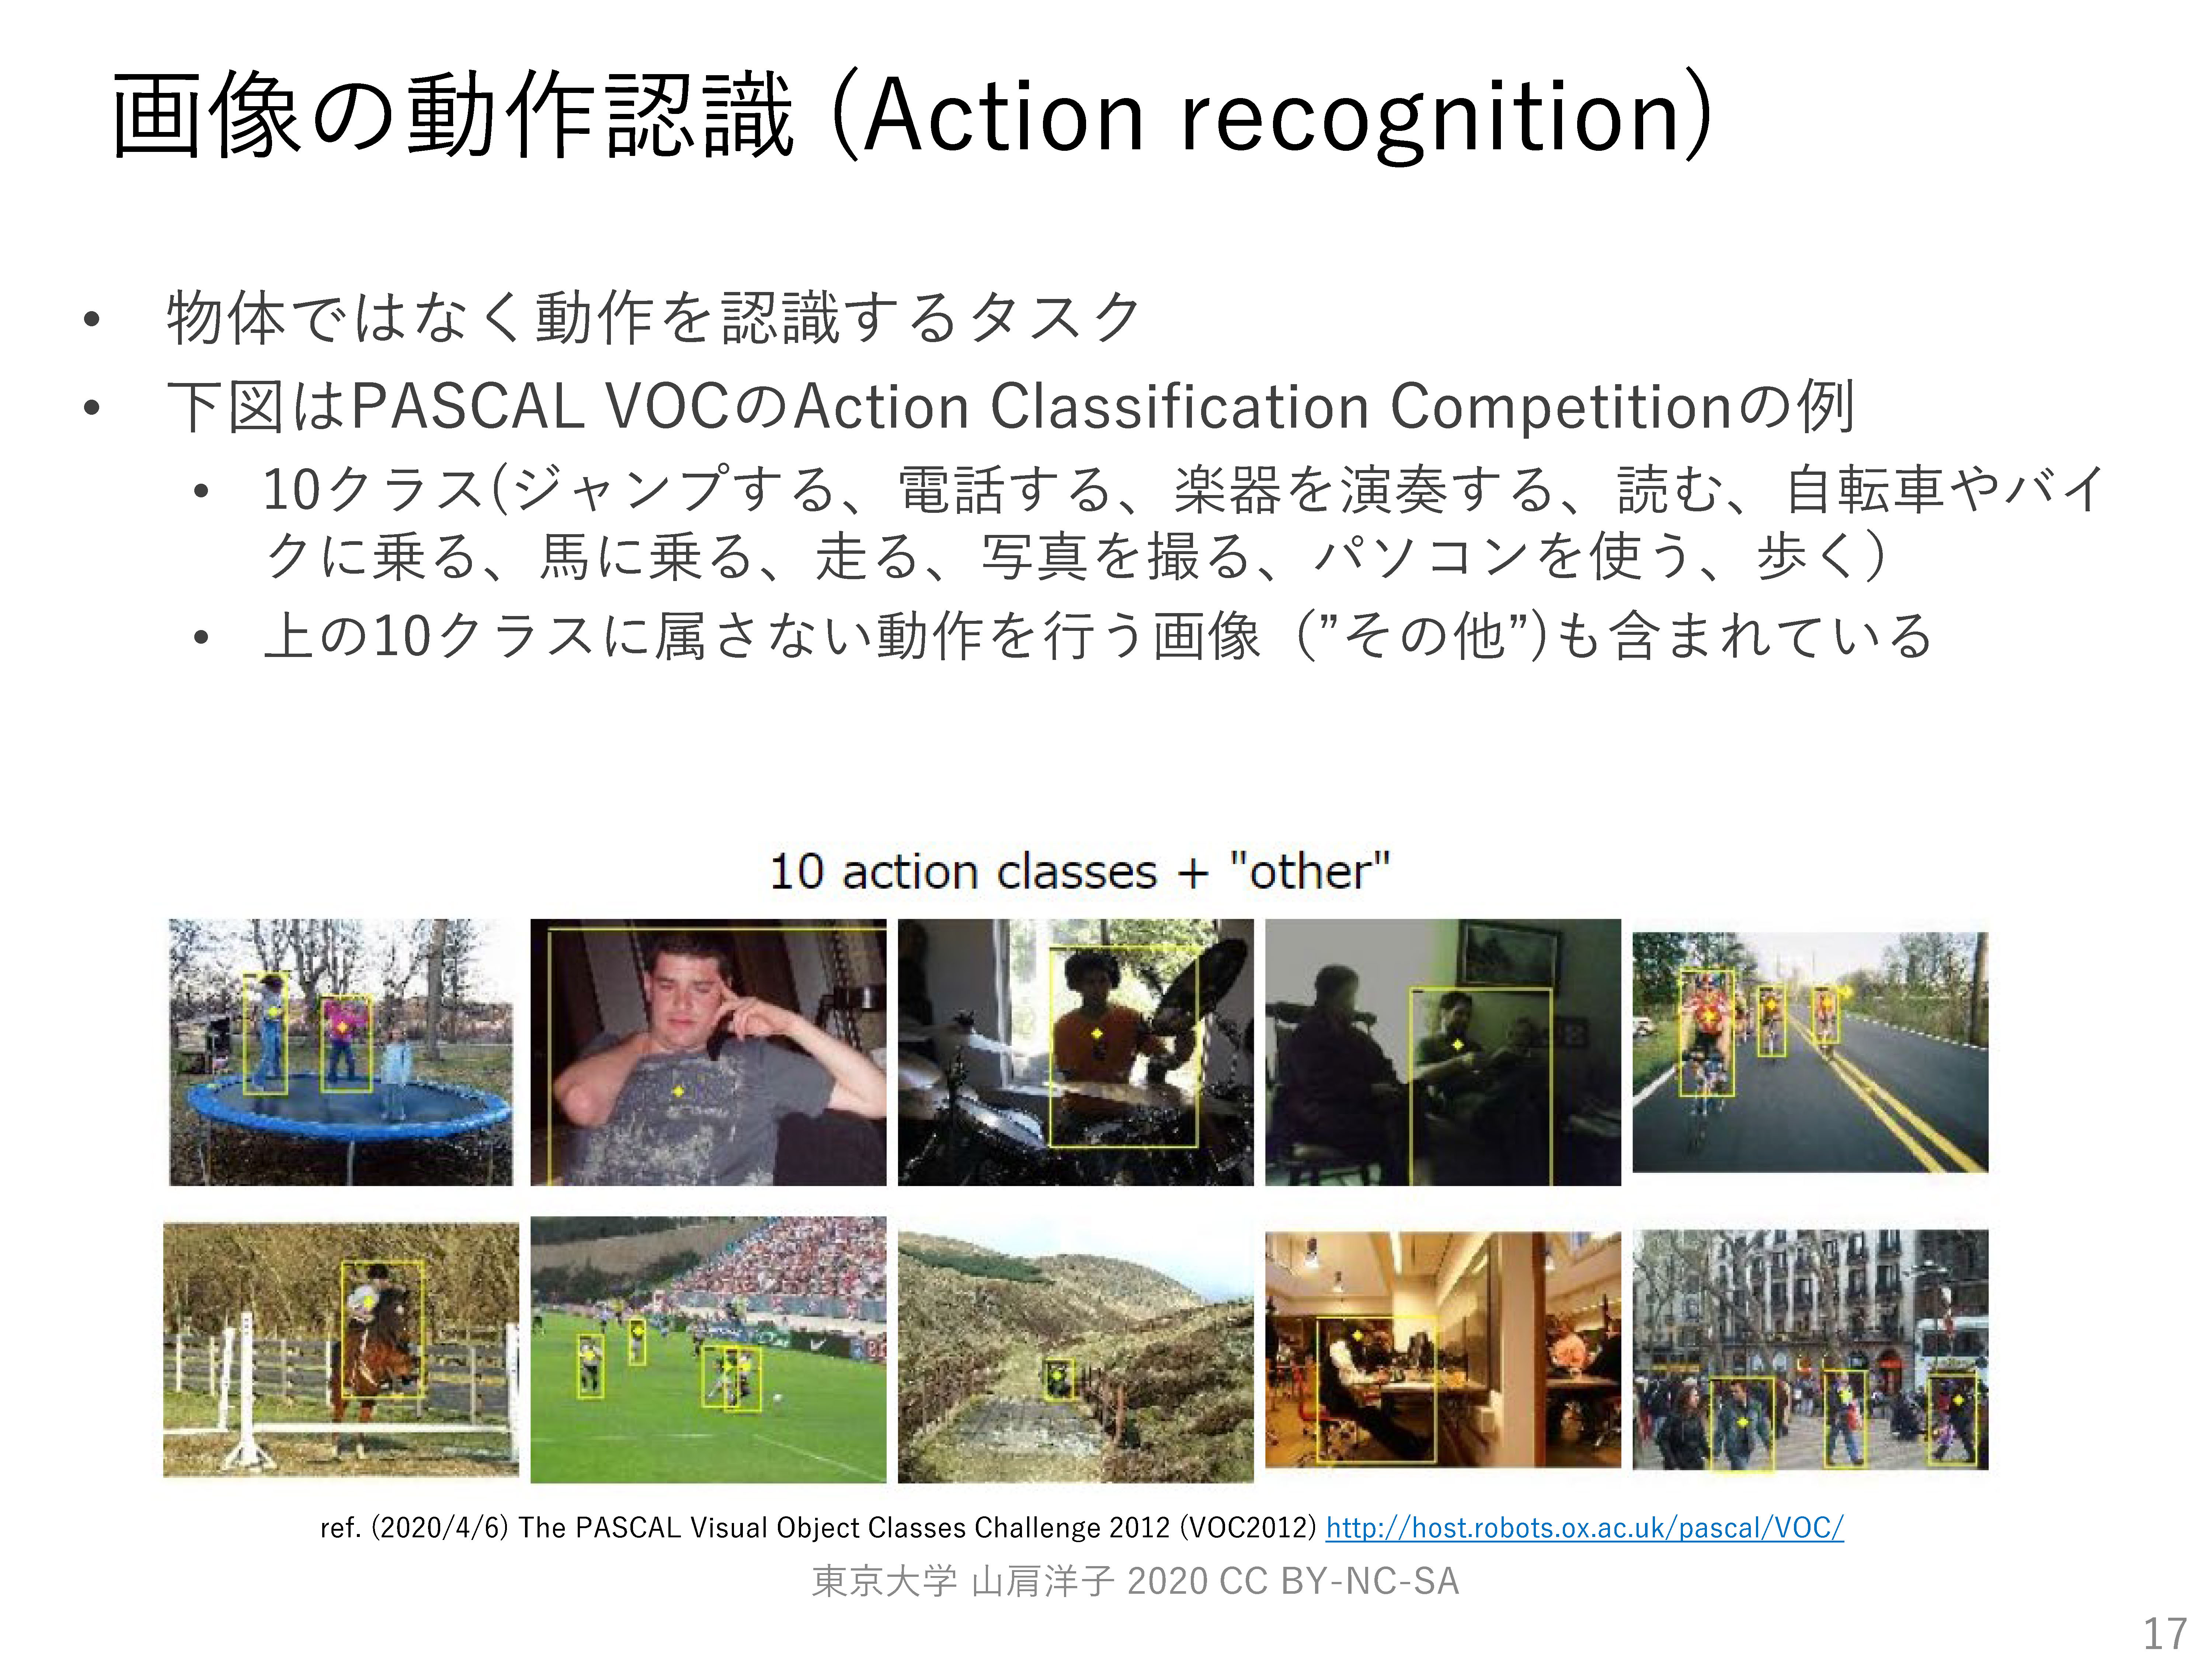 画像の動作認識 (Action recognition)
• 物体ではなく動作を認識するタスク
• 下図はPASCAL VOCのAction Classification Competitionの例
• 10クラス(ジャンプする、電話する、楽器を演奏する、読む、自転車やバイ
クに乗る、馬に乗る、走る、写真を撮る、パソコンを使う、歩く)
• 上の10クラスに属さない動作を行う画像 (”その他”)も含まれている
10 action classes + "other"
ref. (2020/4/6) The PASCAL Visual Object Classes Challenge 2012 (VOC2012) http://host.robots.ox.ac.uk/pascal/VOC/
東京大学 山肩洋子 2020 CC BY-NC-SA
17